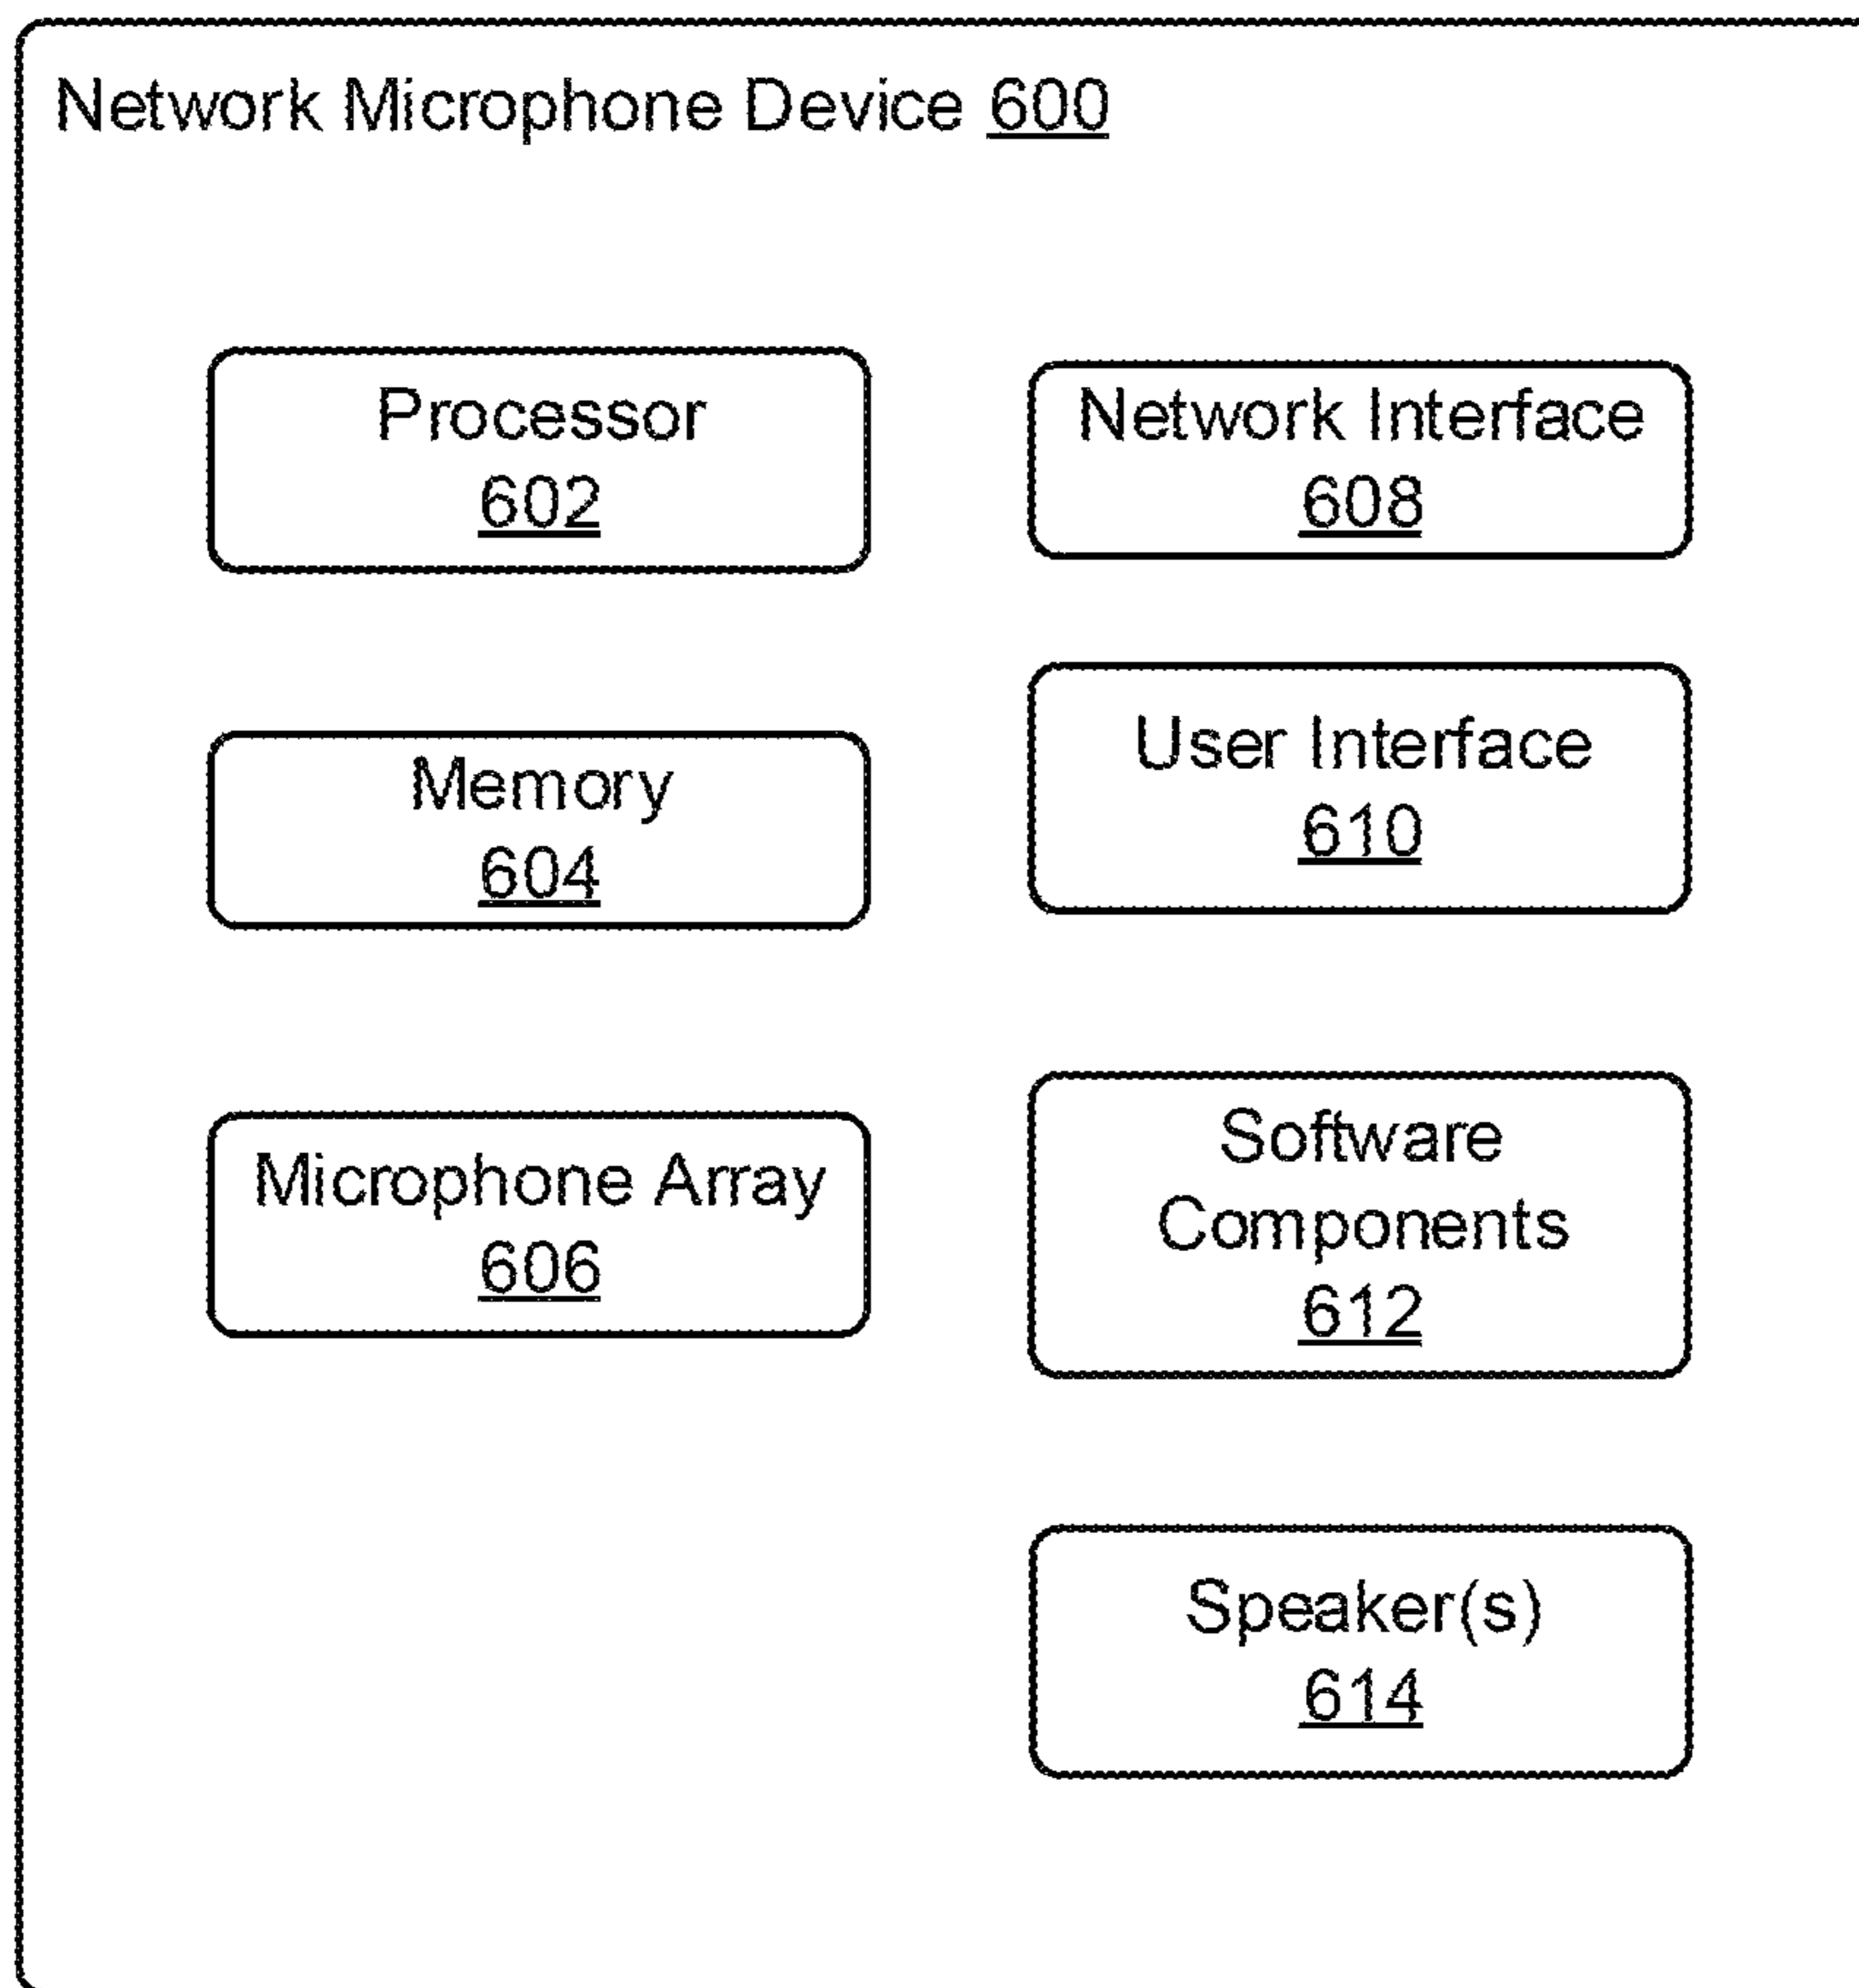 Network Microphone Device 600
Processor
602
Memory
604
Microphone Array
606
Network Interface
608
User Interface
610
Software
Components
612
Speaker(s)
614